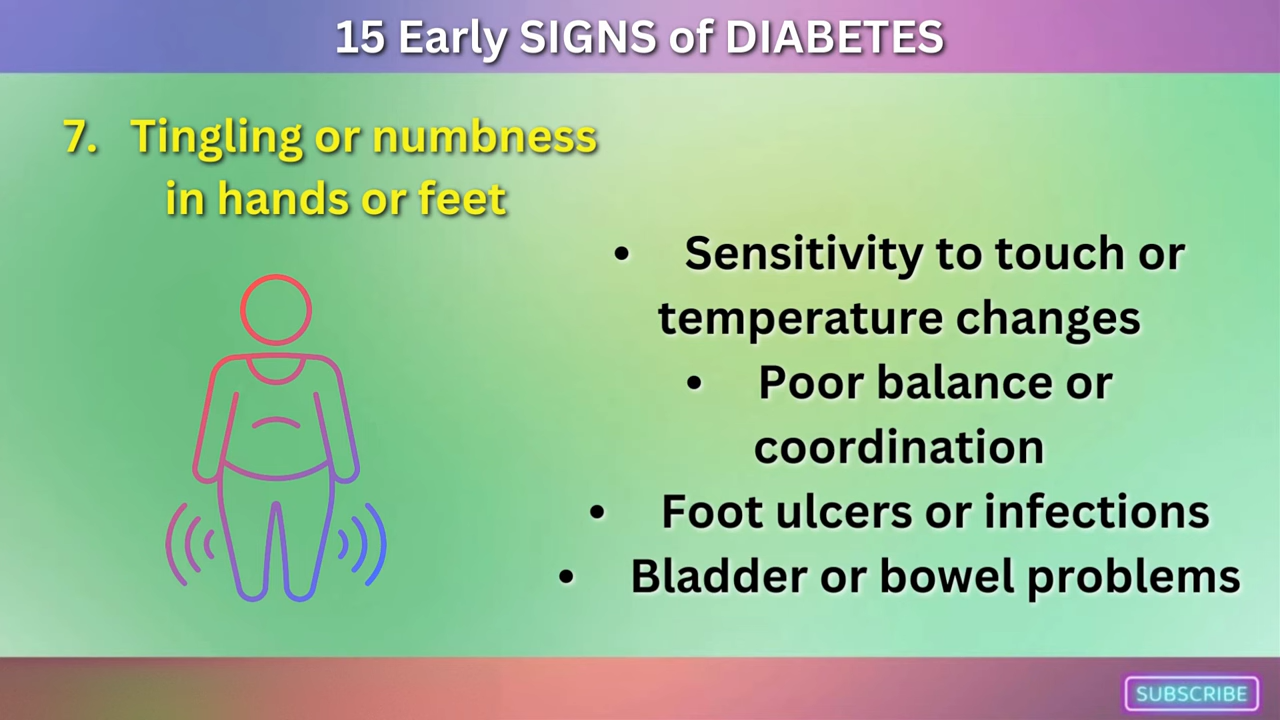 15 Early SIGNS of DIABETES
7. Tingling or numbness
in hands or feet
• Sensitivity to touch or
temperature changes
• Poor balance or
coordination
• Foot ulcers or infections
• Bladder or bowel problems
SUBSCRIBE